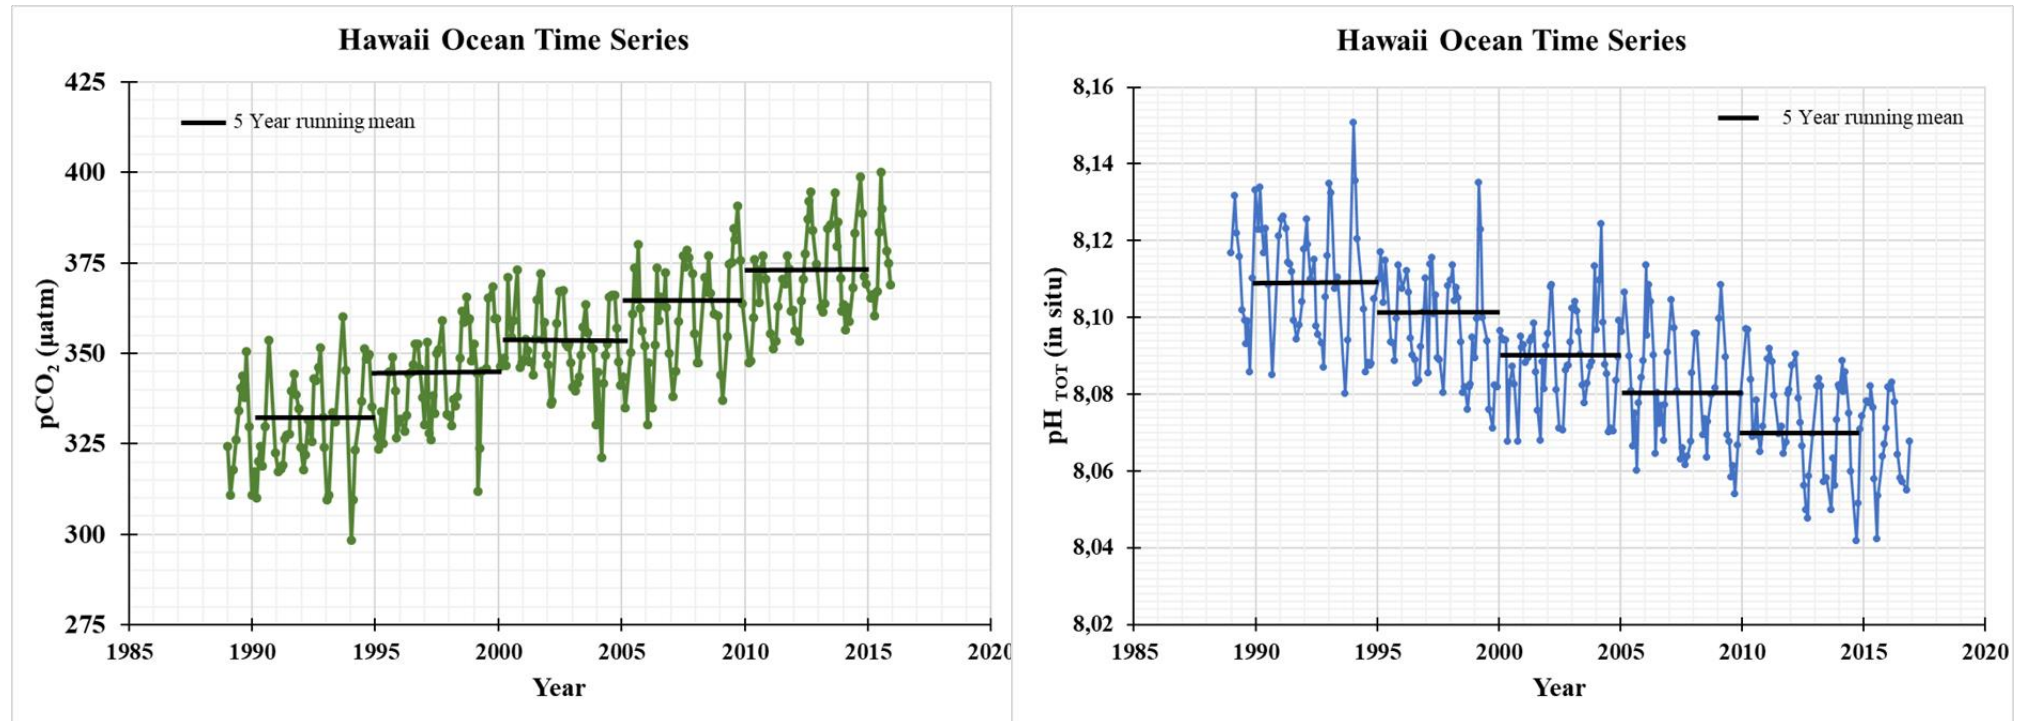 Hawaii Ocean Time Series
425
400
375
350
325
300
275
pCO2 (µatm)
5 Year running mean
1985 1990 1995 2000 2005 2010 2015 2020
Year
Hawaii Ocean Time Series
8,16
8,14
8,12
8,10
8,08
8,06
8,04
8,02
pH TOT (in situ)
5 Year running mean
1985 1990 1995 2000 2005 2010 2015 2020
Year